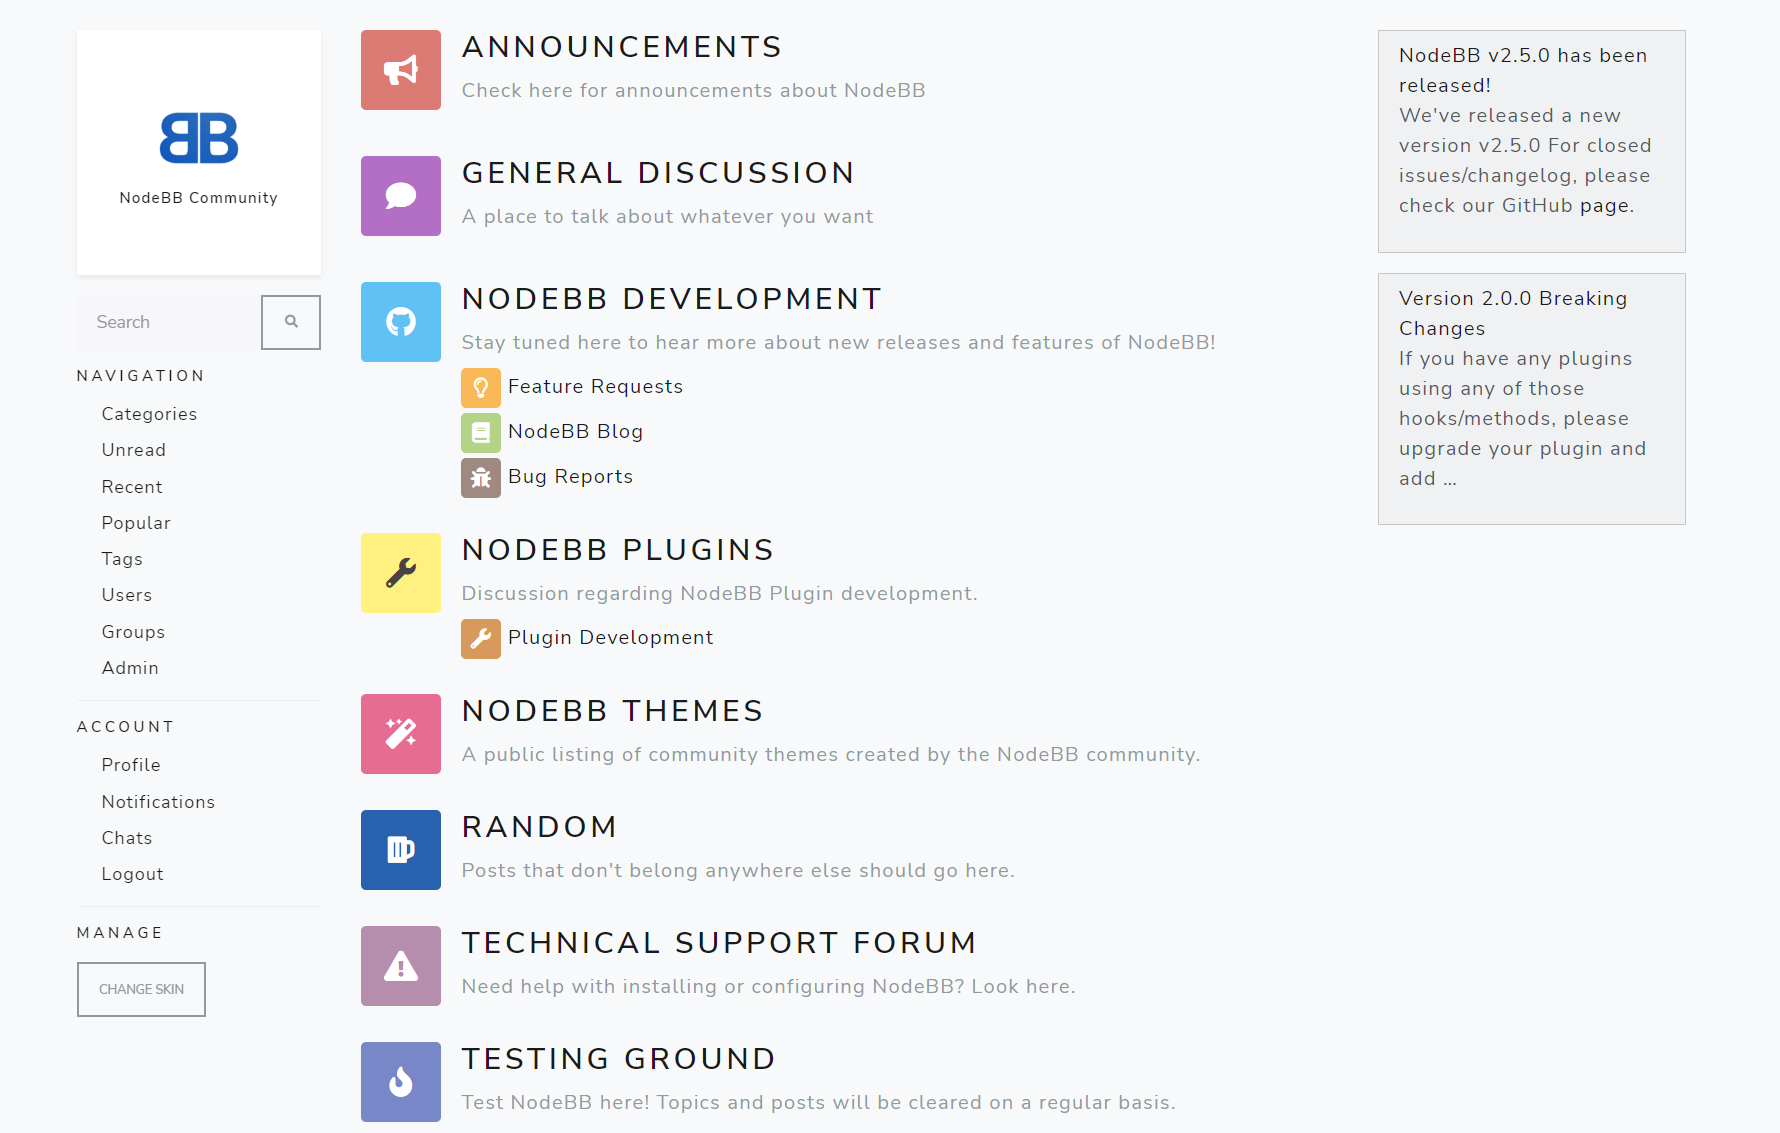 BB
NodeBB Community
Search
NAVIGATION
Categories
Unread
Recent
Popular
Tags
Users
Groups
Admin
ACCOUNT
Profile
Notifications
Chats
Logout
MANAGE
CHANGE SKIN
ANNOUNCEMENTS
Check here for announcements about NodeBB
GENERAL DISCUSSION
A place to talk about whatever you want
NODEBB DEVELOPMENT
Stay tuned here to hear more about new releases and features of NodeBB!
Feature Requests
NodeBB Blog
Bug Reports
NODEBB PLUGINS
Discussion regarding NodeBB Plugin development.
Plugin Development
NODEBB THEMES
A public listing of community themes created by the NodeBB community.
RANDOM
Posts that don't belong anywhere else should go here.
TECHNICAL SUPPORT FORUM
Need help with installing or configuring NodeBB? Look here.
TESTING GROUND
Test NodeBB here! Topics and posts will be cleared on a regular basis.
NodeBB v2.5.0 has been
released!
We've released a new
version v2.5.0 For closed
issues/changelog, please
check our GitHub page.
Version 2.0.0 Breaking
Changes
If you have any plugins
using any of those
hooks/methods, please
upgrade your plugin and
add ...